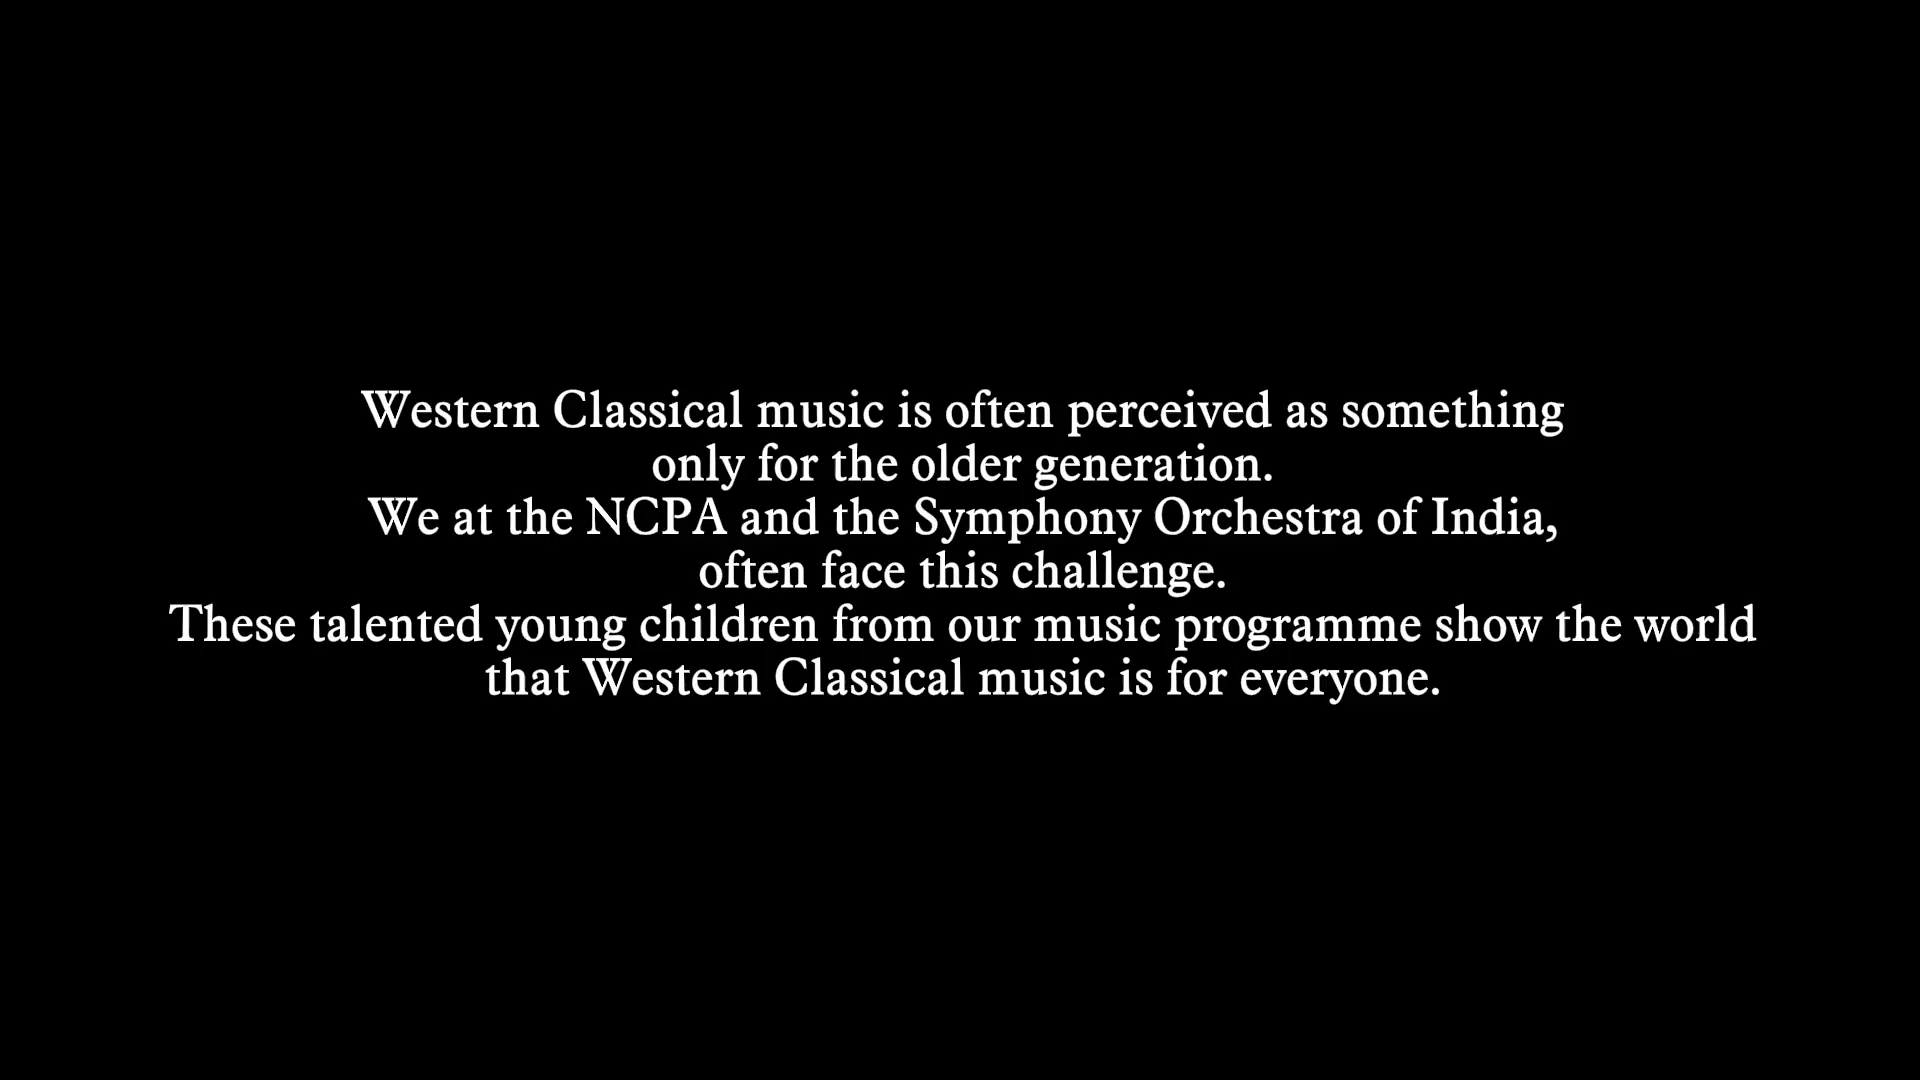 Western Classical music is often perceived as something
only for the older generation.
We at the NCPA and the Symphony Orchestra of India,
often face this challenge.
These talented young children from our music programme show the world
that Western Classical music is for everyone.